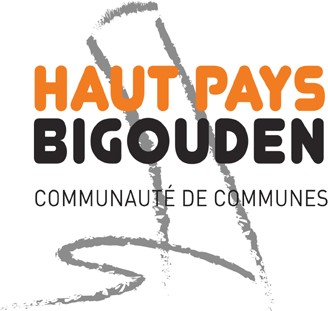 HAUT PAYS
BIGOUDEN
COMMUNAUTÉ DE COMMUNES